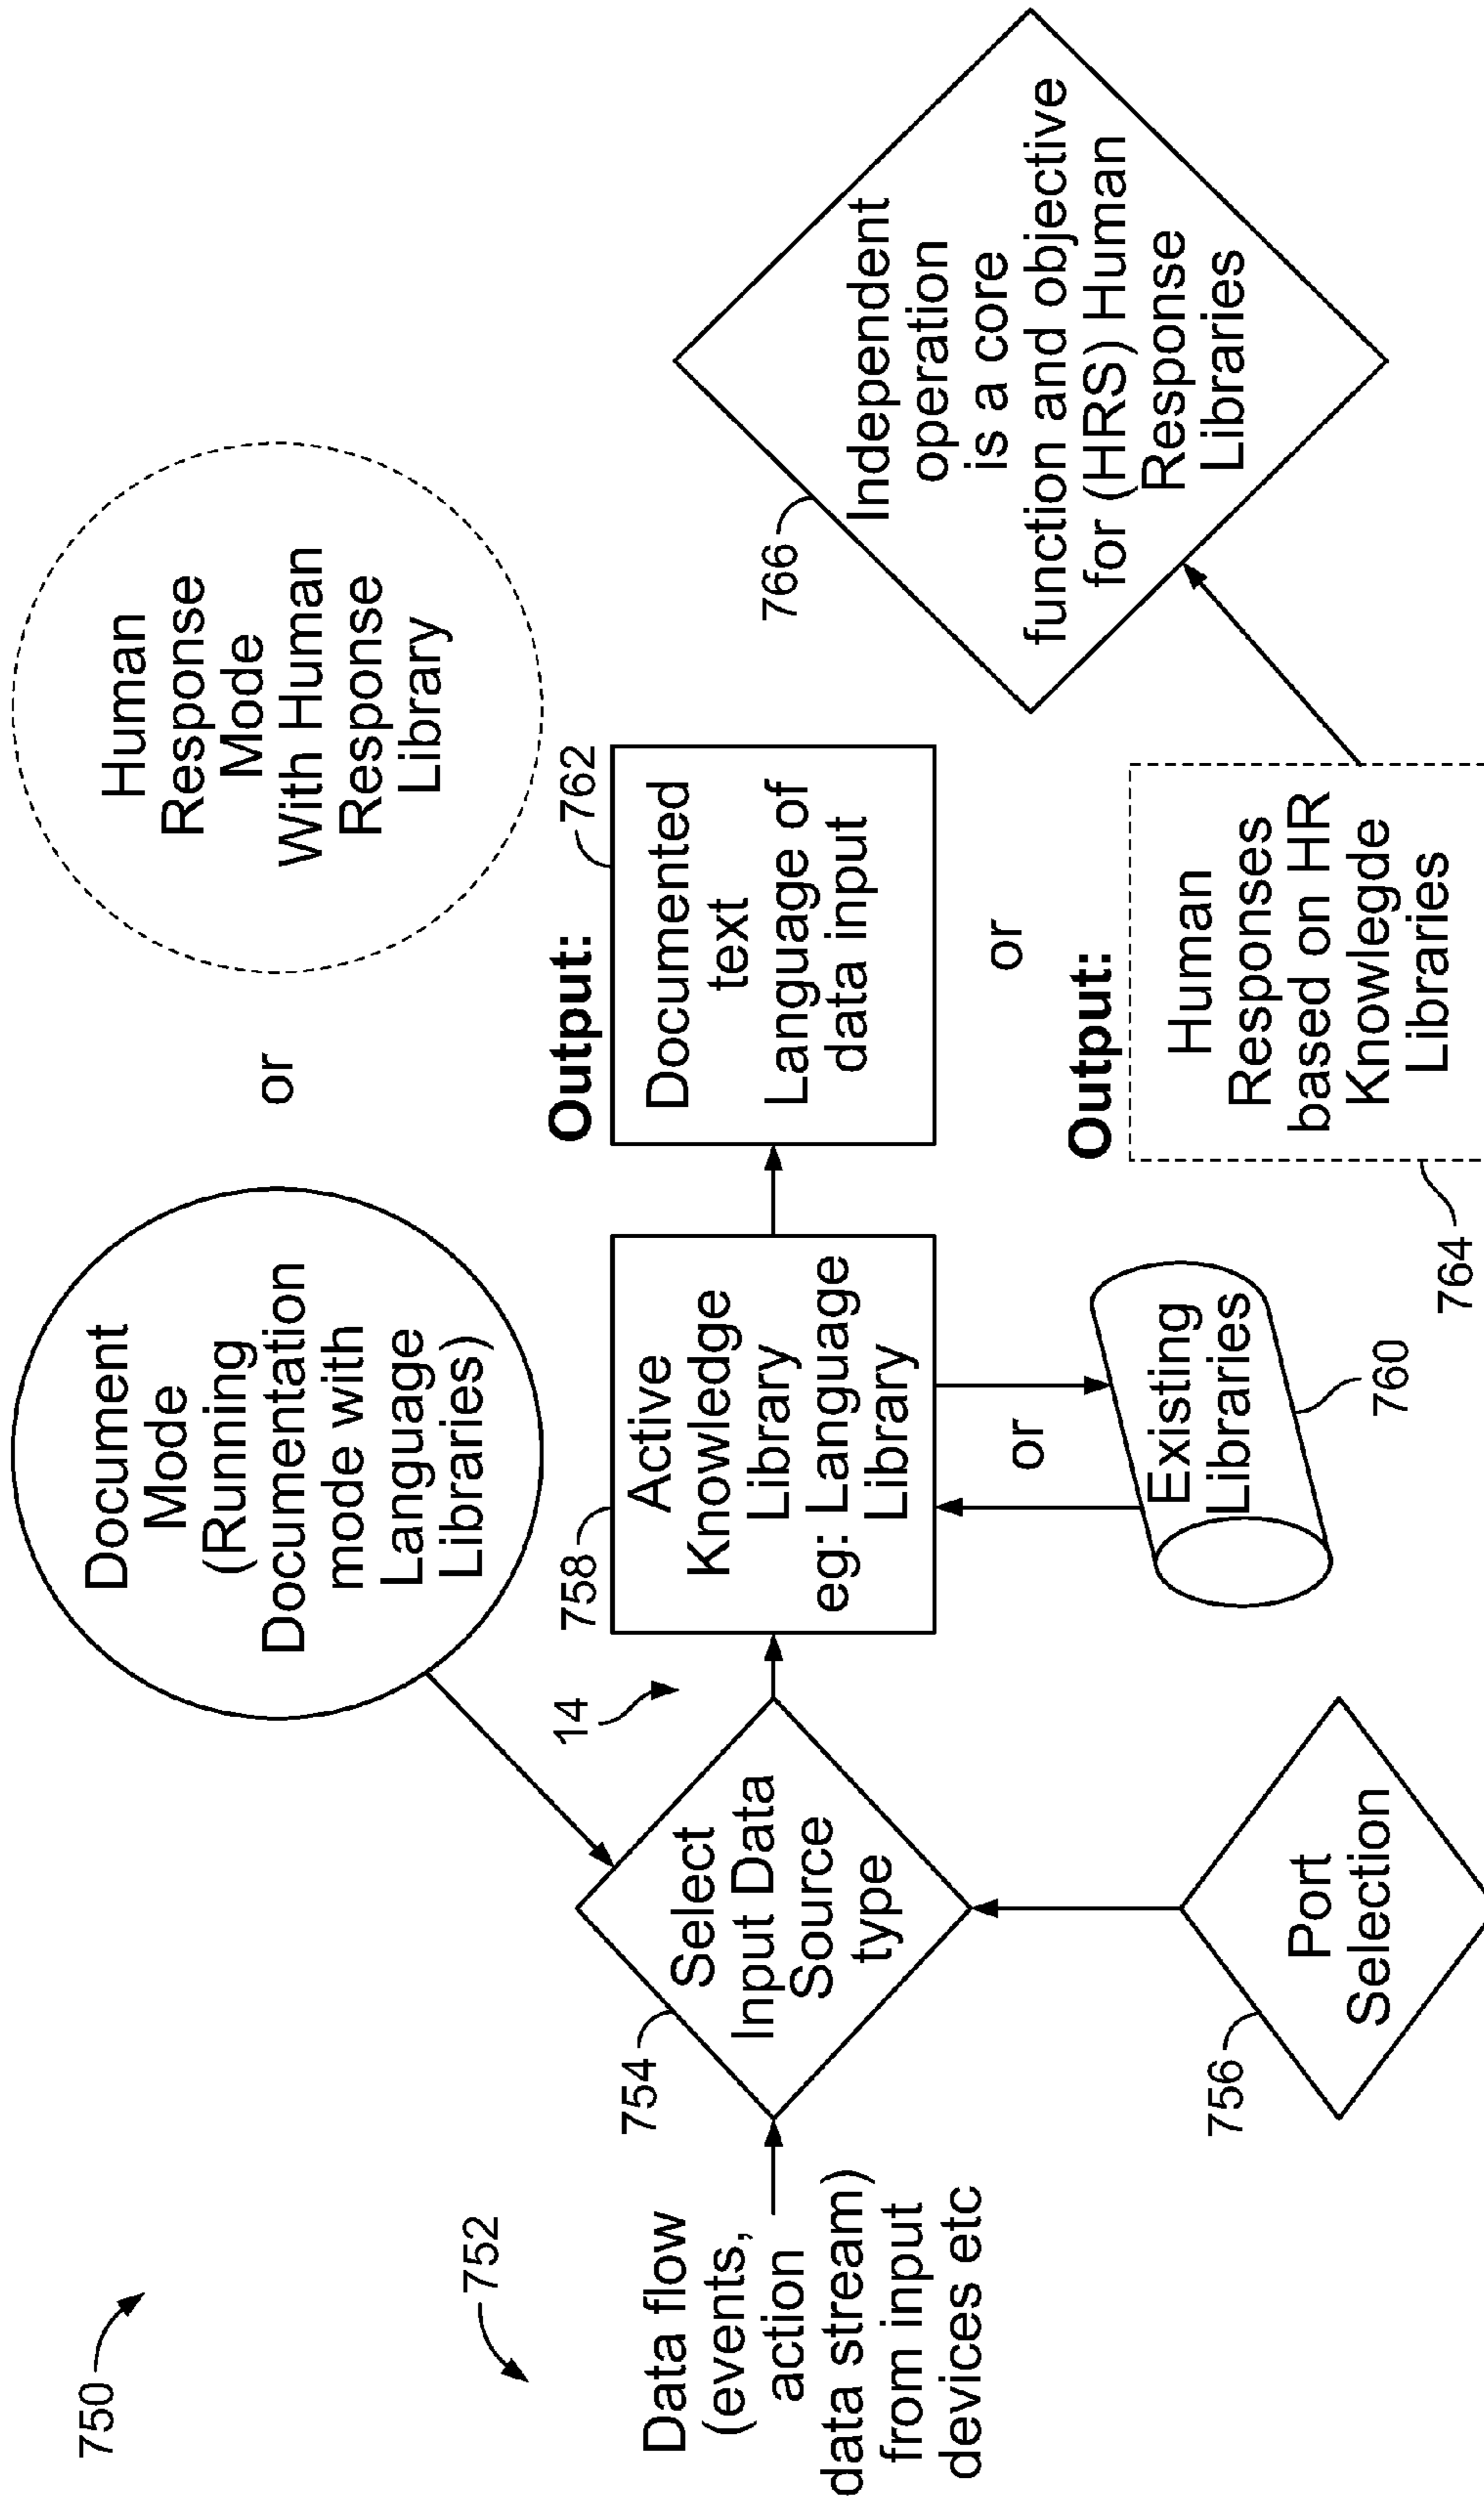 750
752
Document
Mode
(Running
Documentation
mode with
Language
Libraries)
or
Human
Response
Mode
With Human
Response
Library
Data flow
(events,
action
data stream)
from input
devices etc
754
Select
Input Data
Source
type
14
758
Active
Knowledge
Library
eg: Language
Library
Output:
762
Documented
text
Language of
data input
or
or
756
Port
Selection
Existing
Libraries
760
Output:
Human
Responses
based on HR
Knowlegde
Libraries
764
766
Independent
operation
is a core
function and objective
for (HRS) Human
Response
Libraries